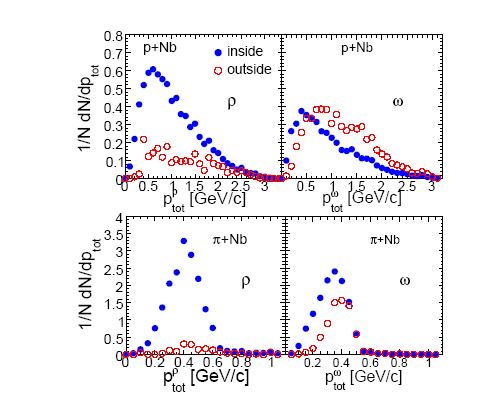 0.8
0.7
0.6
0.5
0.4
0.3
0.2
0.1
0
1/N dN/dp_tot
p+Nb
inside
outside
ρ
p+Nb
ω
0.5 1 1.5 2 2.5 3
0.5 1 1.5 2 2.5 3
p^ρ_tot [GeV/c]
p^ω_tot [GeV/c]
4
3.5
3
2.5
2
1.5
1
0.5
0
1/N dN/dp_tot
π+Nb
ρ
π+Nb
ω
0 0.2 0.4 0.6 0.8 1
0.2 0.4 0.6 0.8 1
p^ρ_tot [GeV/c]
p^ω_tot [GeV/c]